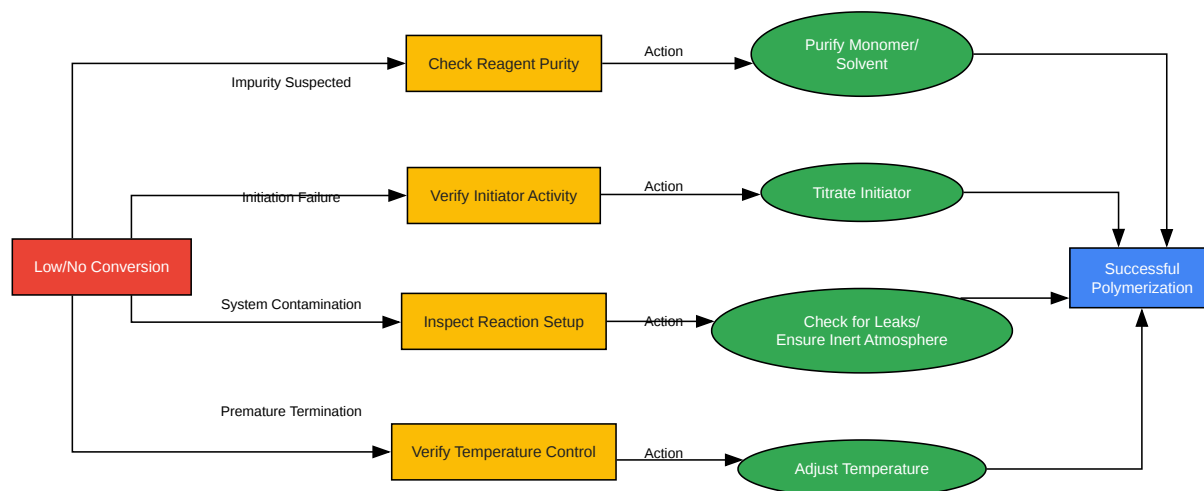 Low/No Conversion
Impurity Suspected
Check Reagent Purity
Action
Purify Monomer/
Solvent
Initiation Failure
Verify Initiator Activity
Action
Titrate Initiator
System Contamination
Inspect Reaction Setup
Action
Check for Leaks/
Ensure Inert Atmosphere
Premature Termination
Verify Temperature Control
Action
Adjust Temperature
Successful
Polymerization